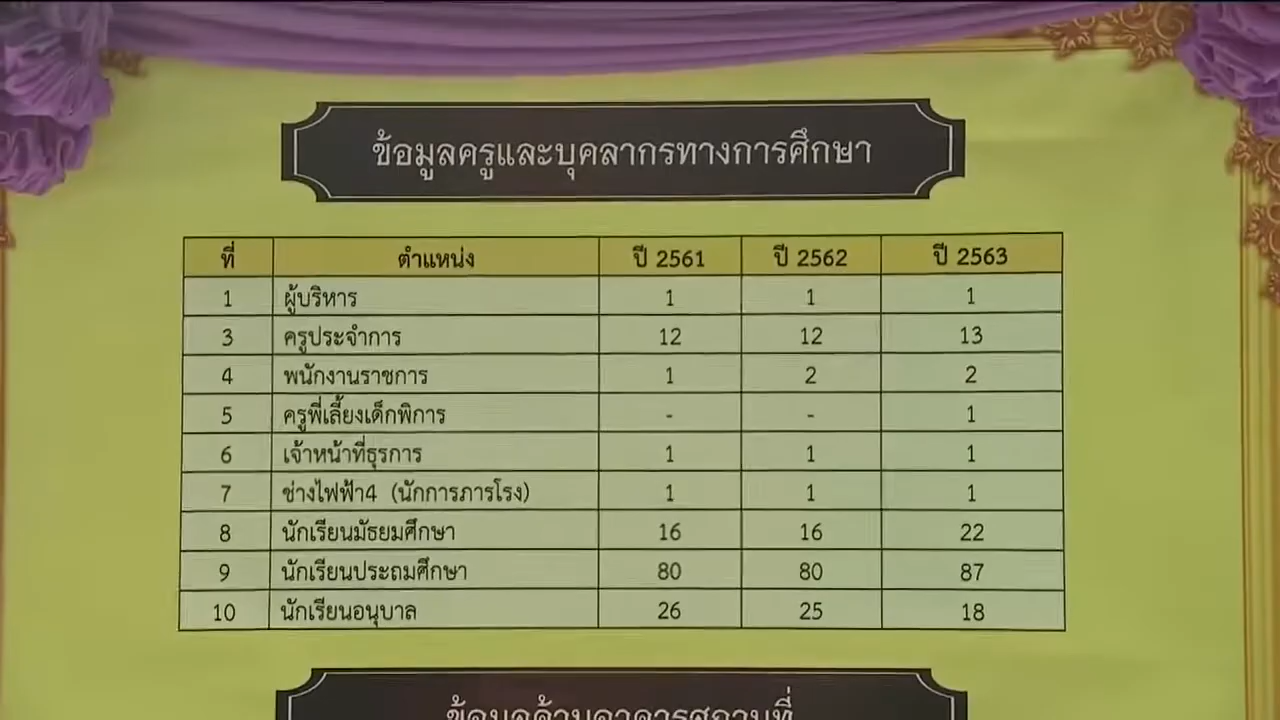 ข้อมูลครูและบุคลากรทางการศึกษา
ที่ ตำแหน่ง ปี 2561 ปี 2562 ปี 2563
1 ผู้บริหาร 1 1 1
3 ครูประจำการ 12 12 13
4 พนักงานราชการ 1 2 2
5 ครูพี่เลี้ยงเด็กพิการ - - 1
6 เจ้าหน้าที่ธุรการ 1 1 1
7 ช่างไฟฟ้า4 (นักการภารโรง) 1 1 1
8 นักเรียนมัธยมศึกษา 16 16 22
9 นักเรียนประถมศึกษา 80 80 87
10 นักเรียนอนุบาล 26 25 18
ข้อมูลด้านอาคารสถานที่